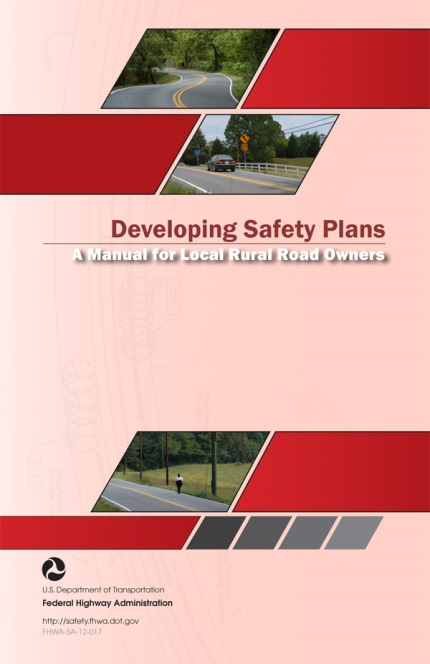 Developing Safety Plans
A Manual for Local Rural Road Owners
U.S. Department of Transportation
Federal Highway Administration
http://safety.fhwa.dot.gov
FHWA-SA-12-017